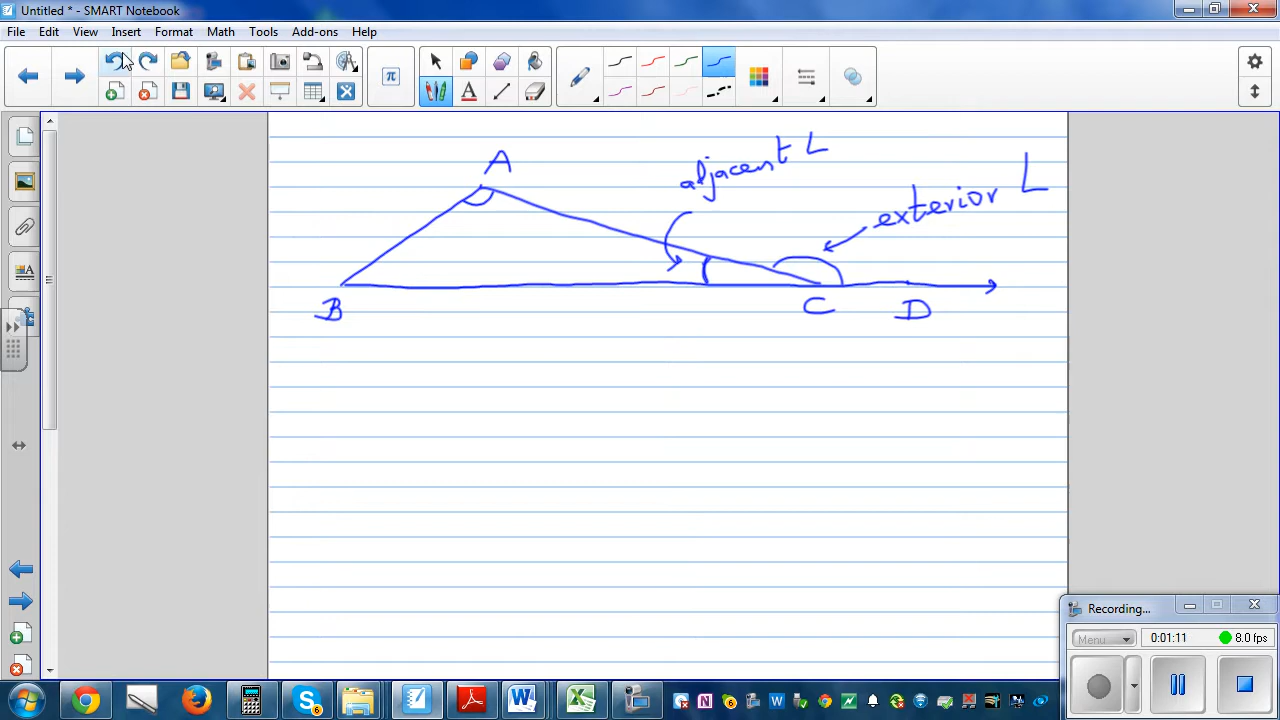 Untitled * - SMART Notebook
File Edit View Insert Format Math Tools Add-ons Help
π
A
A
adjacent L
exterior L
B
C
D
Recording...
Menu
0:01:11
8.0 fps